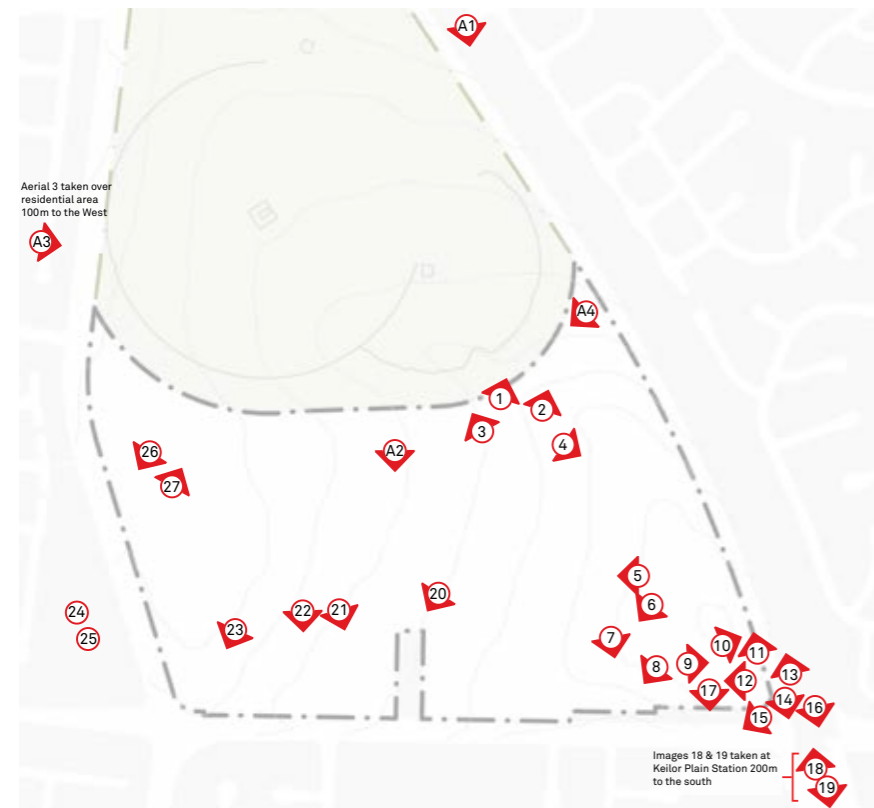 A1
Aerial 3 taken over
residential area
100m to the West
A3
A4
1
2
3
4
A2
26
27
5
6
20
24
25
23
22
21
7
8
9
10
11
12
13
14
15
16
17
Images 18 & 19 taken at
Keilor Plain Station 200m
to the south
18
19